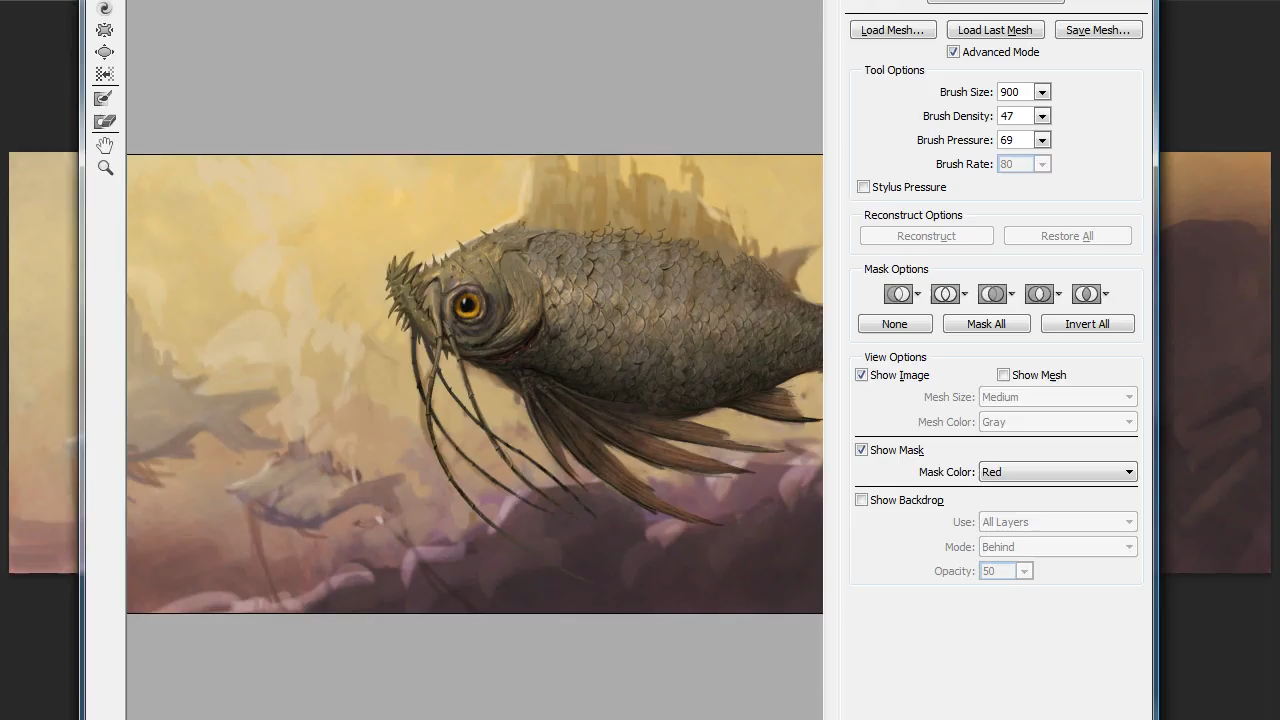 Load Mesh... Load Last Mesh Save Mesh...
Advanced Mode
Tool Options
Brush Size: 900
Brush Density: 47
Brush Pressure: 69
Brush Rate: 80
Stylus Pressure
Reconstruct Options
Reconstruct Restore All
Mask Options
None Mask All Invert All
View Options
Show Image Show Mesh
Mesh Size: Medium
Mesh Color: Gray
Show Mask
Mask Color: Red
Show Backdrop
Use: All Layers
Mode: Behind
Opacity: 50